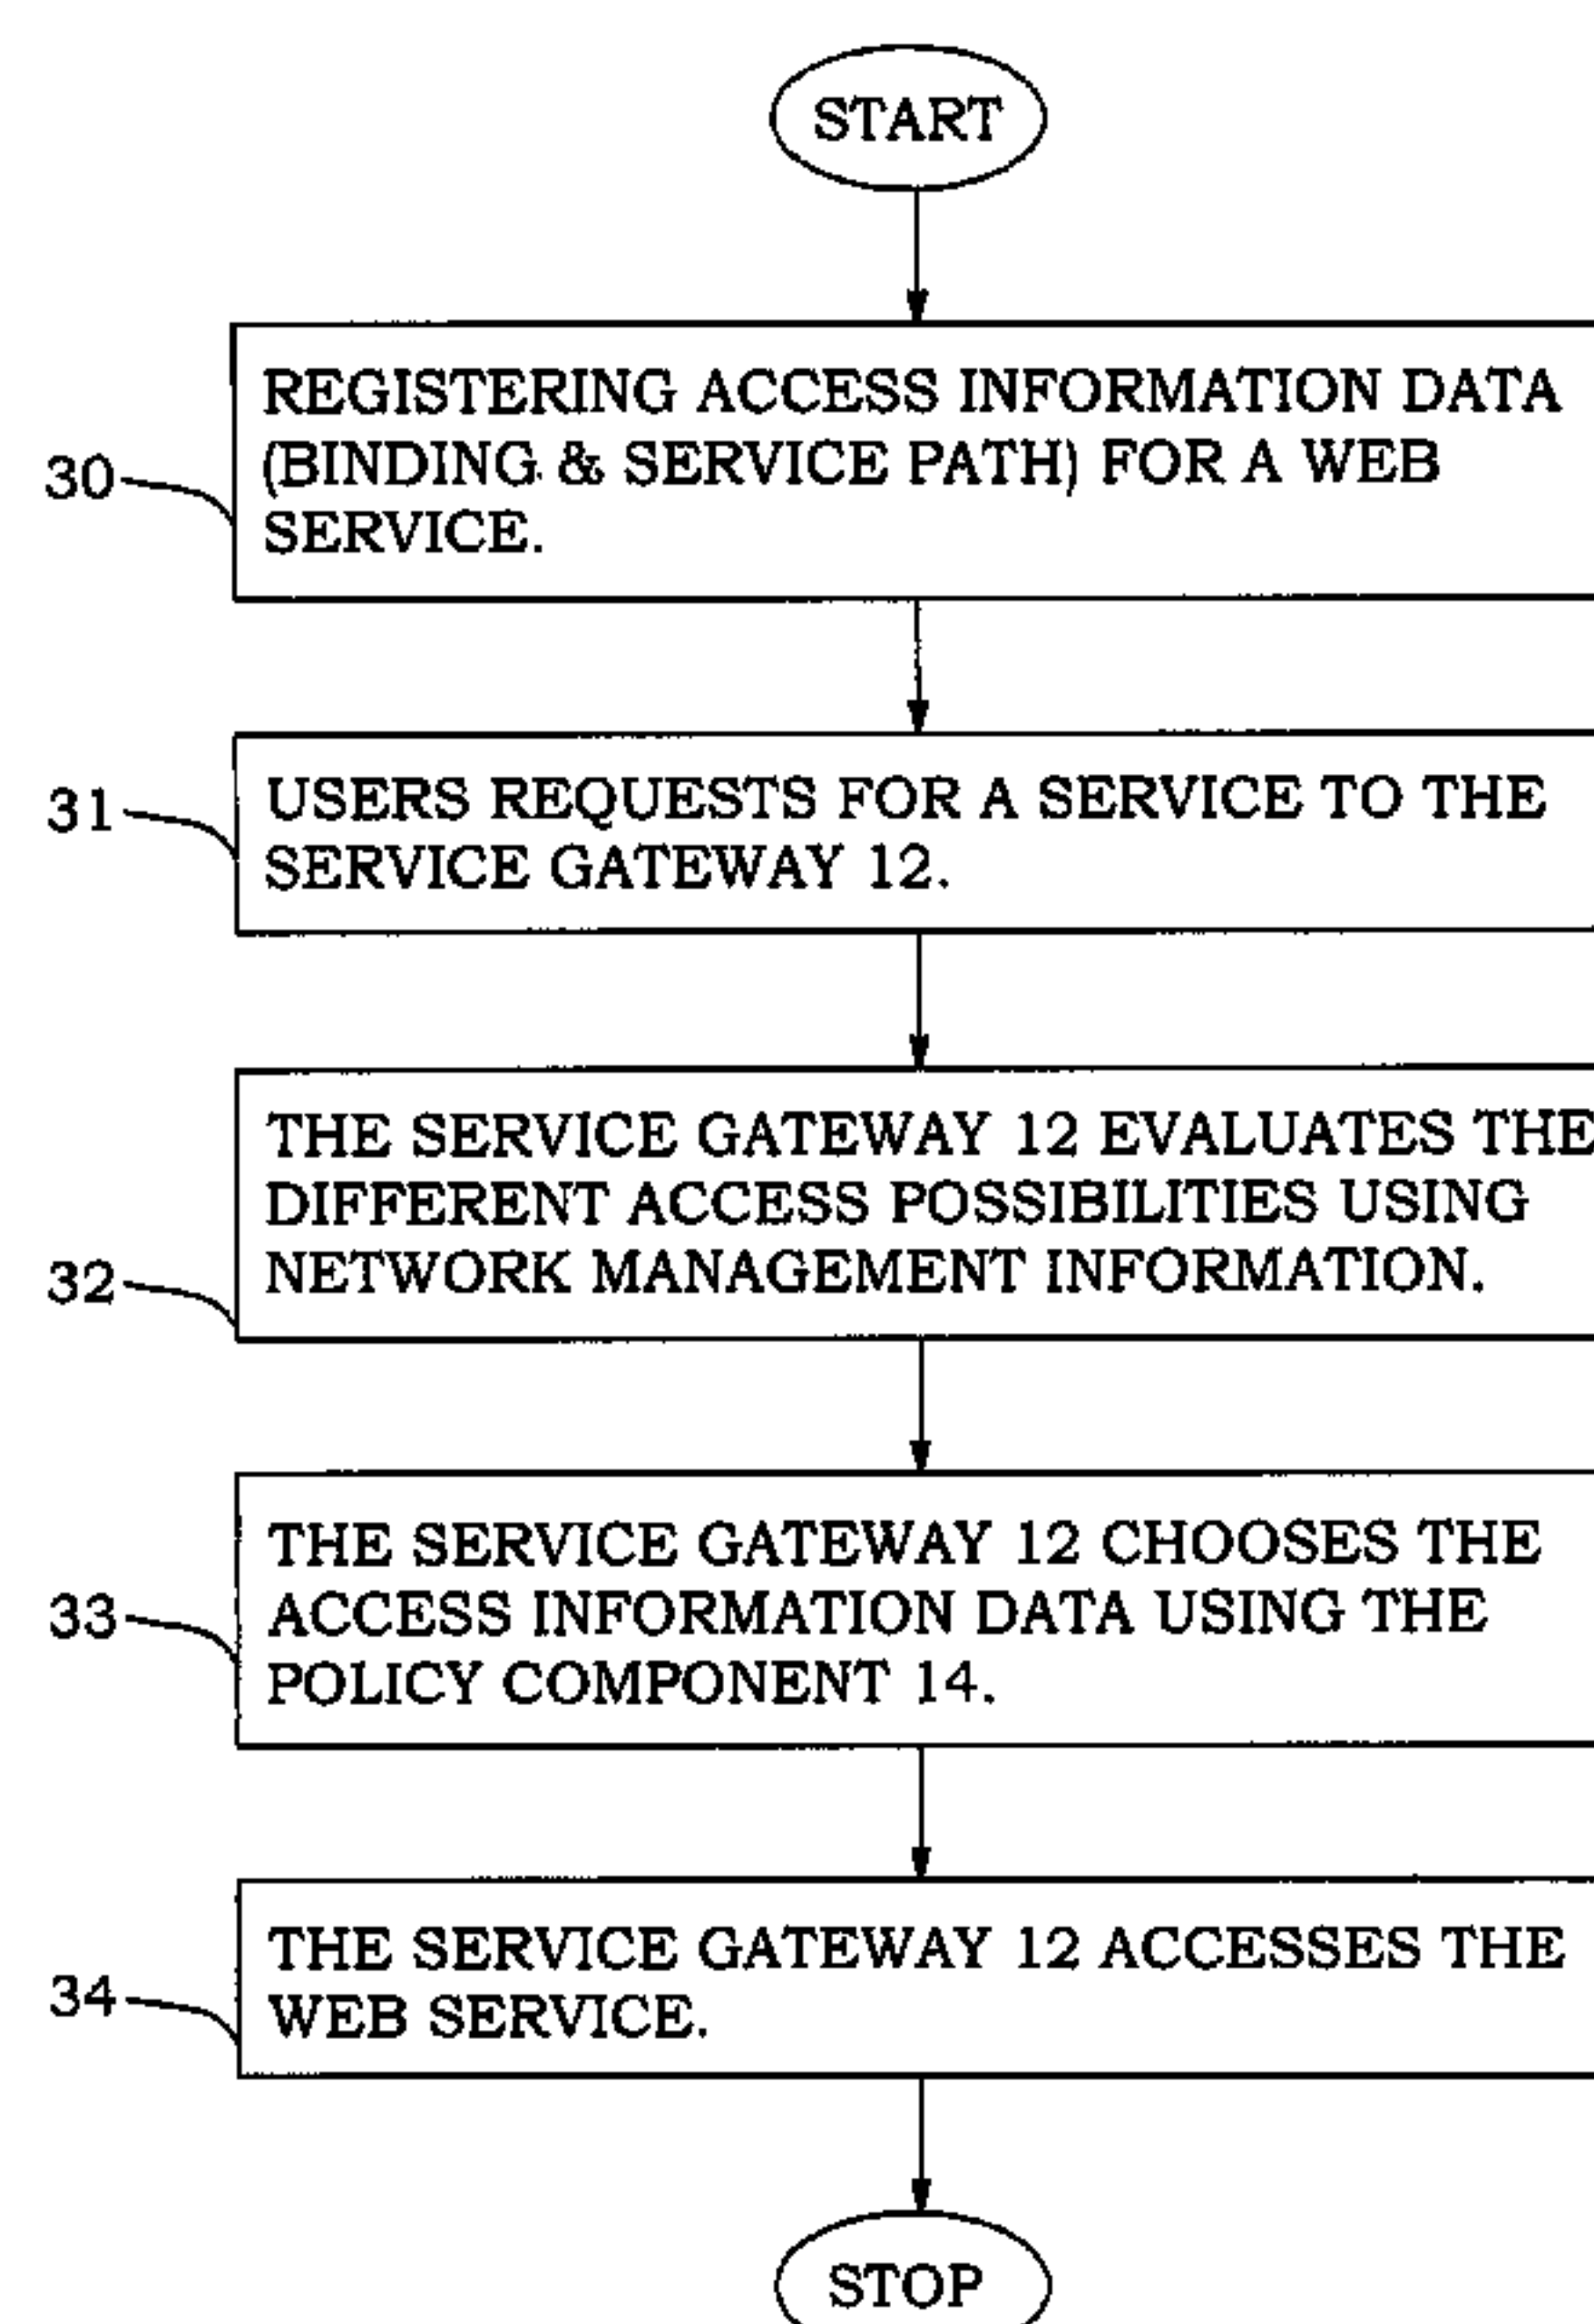 START
REGISTERING ACCESS INFORMATION DATA
(BINDING & SERVICE PATH) FOR A WEB
SERVICE.
30
USERS REQUESTS FOR A SERVICE TO THE
SERVICE GATEWAY 12.
31
THE SERVICE GATEWAY 12 EVALUATES THE
DIFFERENT ACCESS POSSIBILITIES USING
NETWORK MANAGEMENT INFORMATION.
32
THE SERVICE GATEWAY 12 CHOOSES THE
ACCESS INFORMATION DATA USING THE
POLICY COMPONENT 14.
33
THE SERVICE GATEWAY 12 ACCESSES THE
WEB SERVICE.
34
STOP